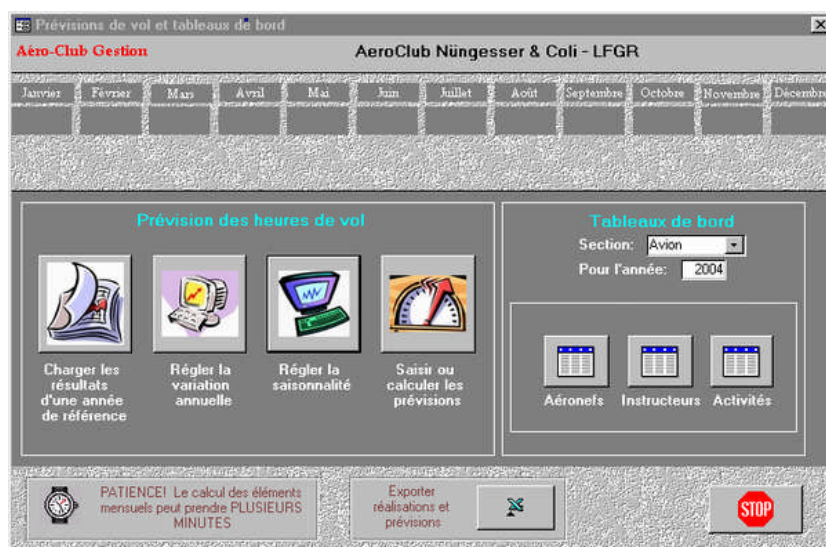 Prévisions de vol et tableaux de bord
Aéro-Club Gestion
AeroClub Nüngesser & Coli - LFGR
Janvier Février Mars Avril Mai Juin Juillet Août Septembre Octobre Novembre Décembre
Prévision des heures de vol
Charger les
résultats
d'une année
de référence
Régler la
variation
annuelle
Régler la
saisonnalité
Saisir ou
calculer les
prévisions
Tableaux de bord
Section: Avion
Pour l'année: 2004
Aéronefs Instructeurs Activités
PATIENCE! Le calcul des éléments
mensuels peut prendre PLUSIEURS
MINUTES
Exporter
réalisations et
prévisions
STOP